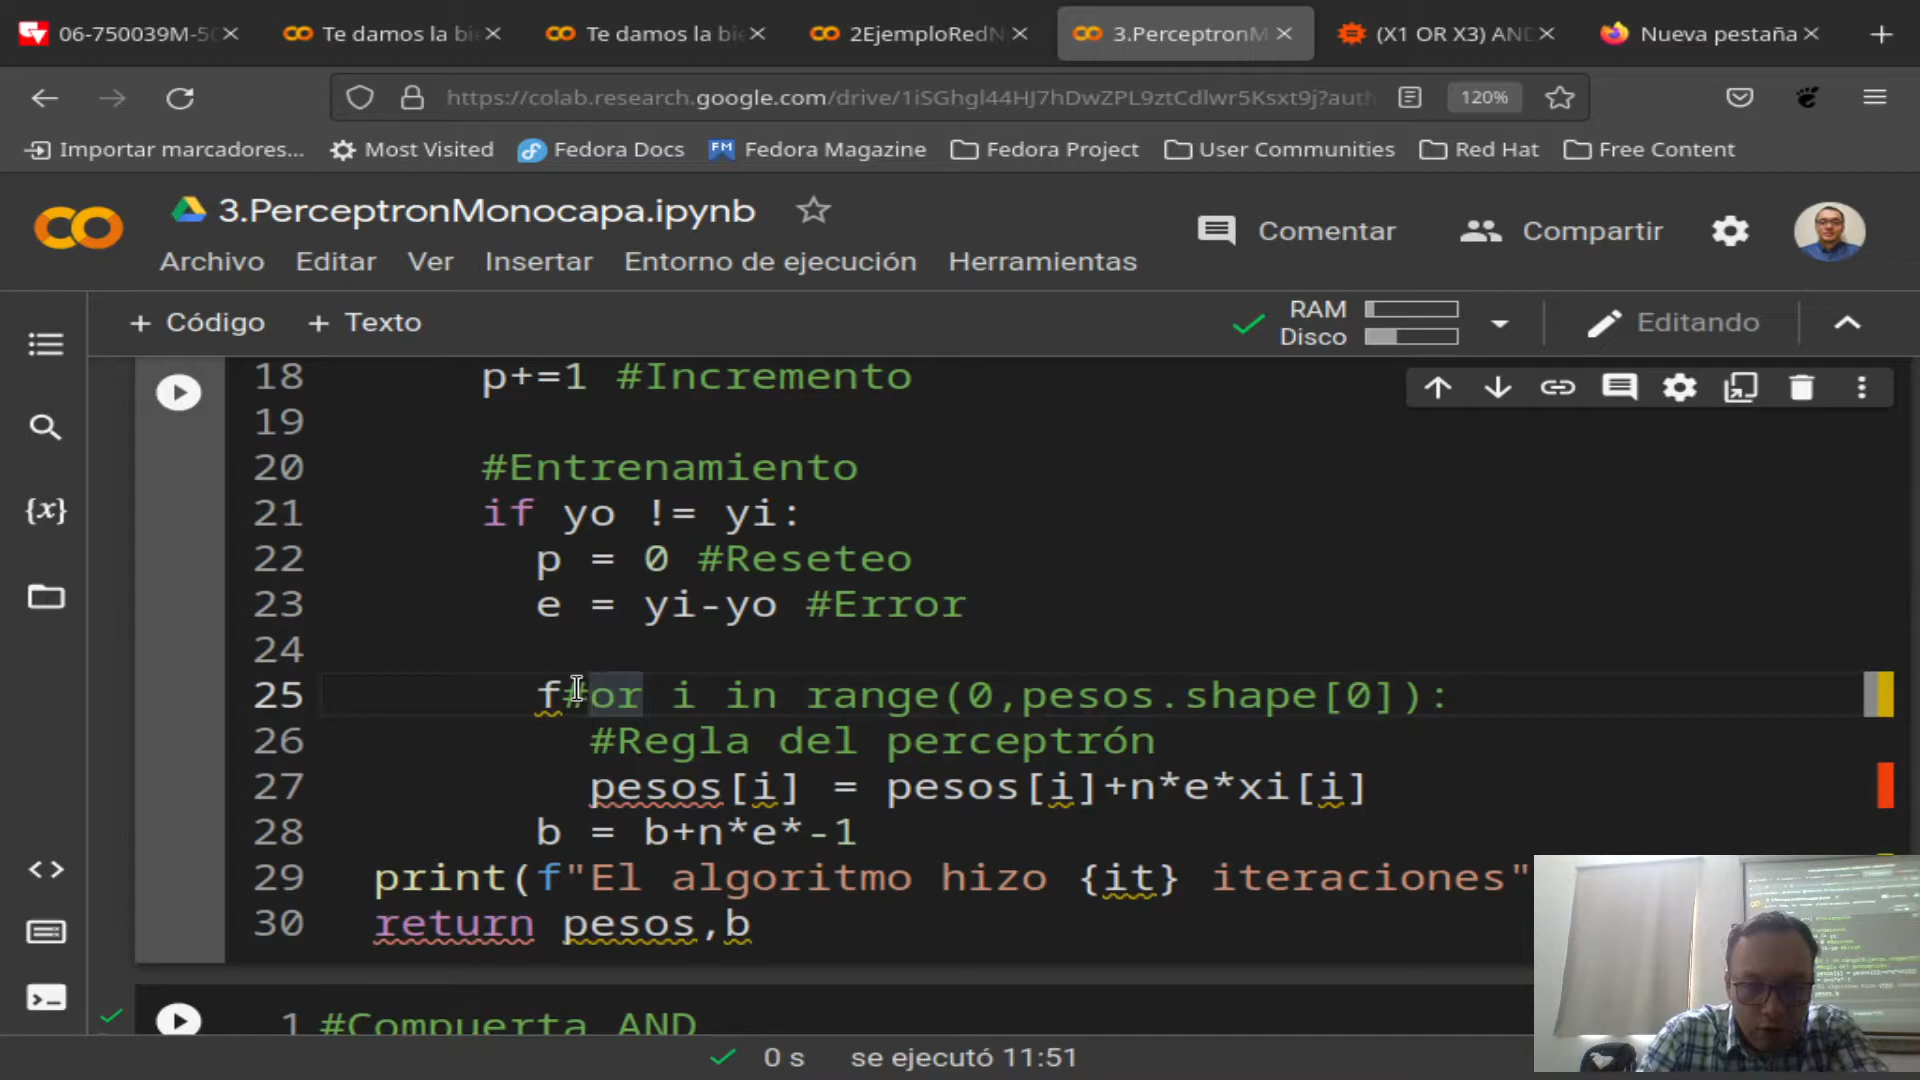 06-750039M-50
Te damos la bie
Te damos la bie
2EjemploRedN
3.PerceptronM
(X1 OR X3) AND
Nueva pestaña
https://colab.research.google.com/drive/1iSGhgl44HJ7hDwZPL9ztCdlwr5Ksxt9j?auth
120%
Importar marcadores...
Most Visited
Fedora Docs
FM
Fedora Magazine
Fedora Project
User Communities
Red Hat
Free Content
3.PerceptronMonocapa.ipynb
Comentar
Compartir
Archivo
Editar
Ver
Insertar
Entorno de ejecución
Herramientas
+ Código
+ Texto
RAM
Disco
Editando
{x}
18 p+=1 #Incremento
19
20 #Entrenamiento
21 if yo != yi:
22 p = 0 #Reseteo
23 e = yi-yo #Error
24
25 f#or i in range(0,pesos.shape[0]):
26 #Regla del perceptrón
27 pesos[i] = pesos[i]+n*e*xi[i]
28 b = b+n*e*-1
29 print(f"El algoritmo hizo {it} iteraciones"
30 return pesos,b
1 #Compuerta AND
0 s se ejecutó 11:51